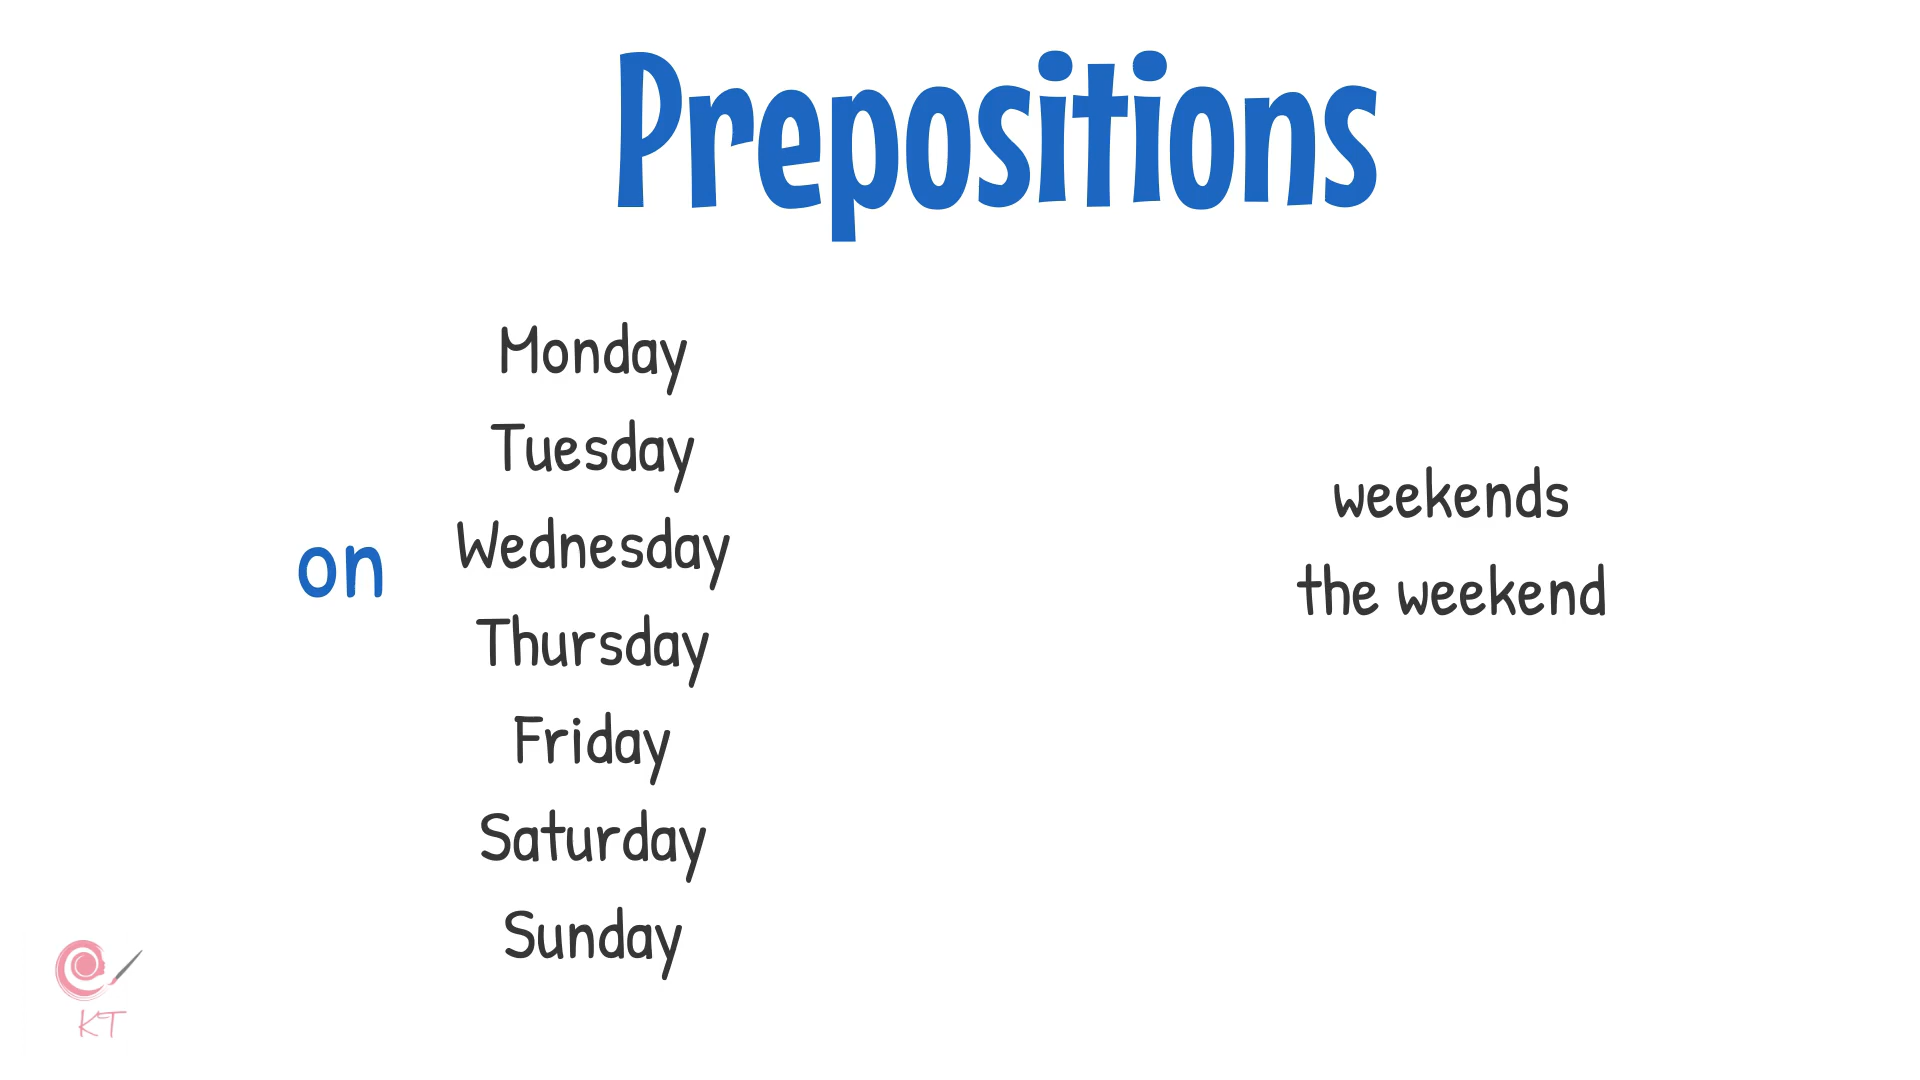 Prepositions
on
Monday
Tuesday
Wednesday
Thursday
Friday
Saturday
Sunday
weekends
the weekend
KT